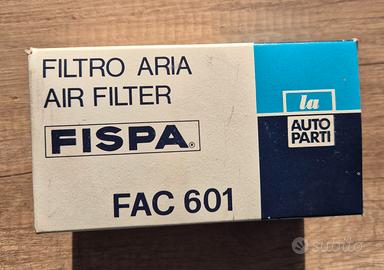 FILTRO ARIA
AIR FILTER
FISPA®
FAC 601
la
AUTO
PARTI
subito